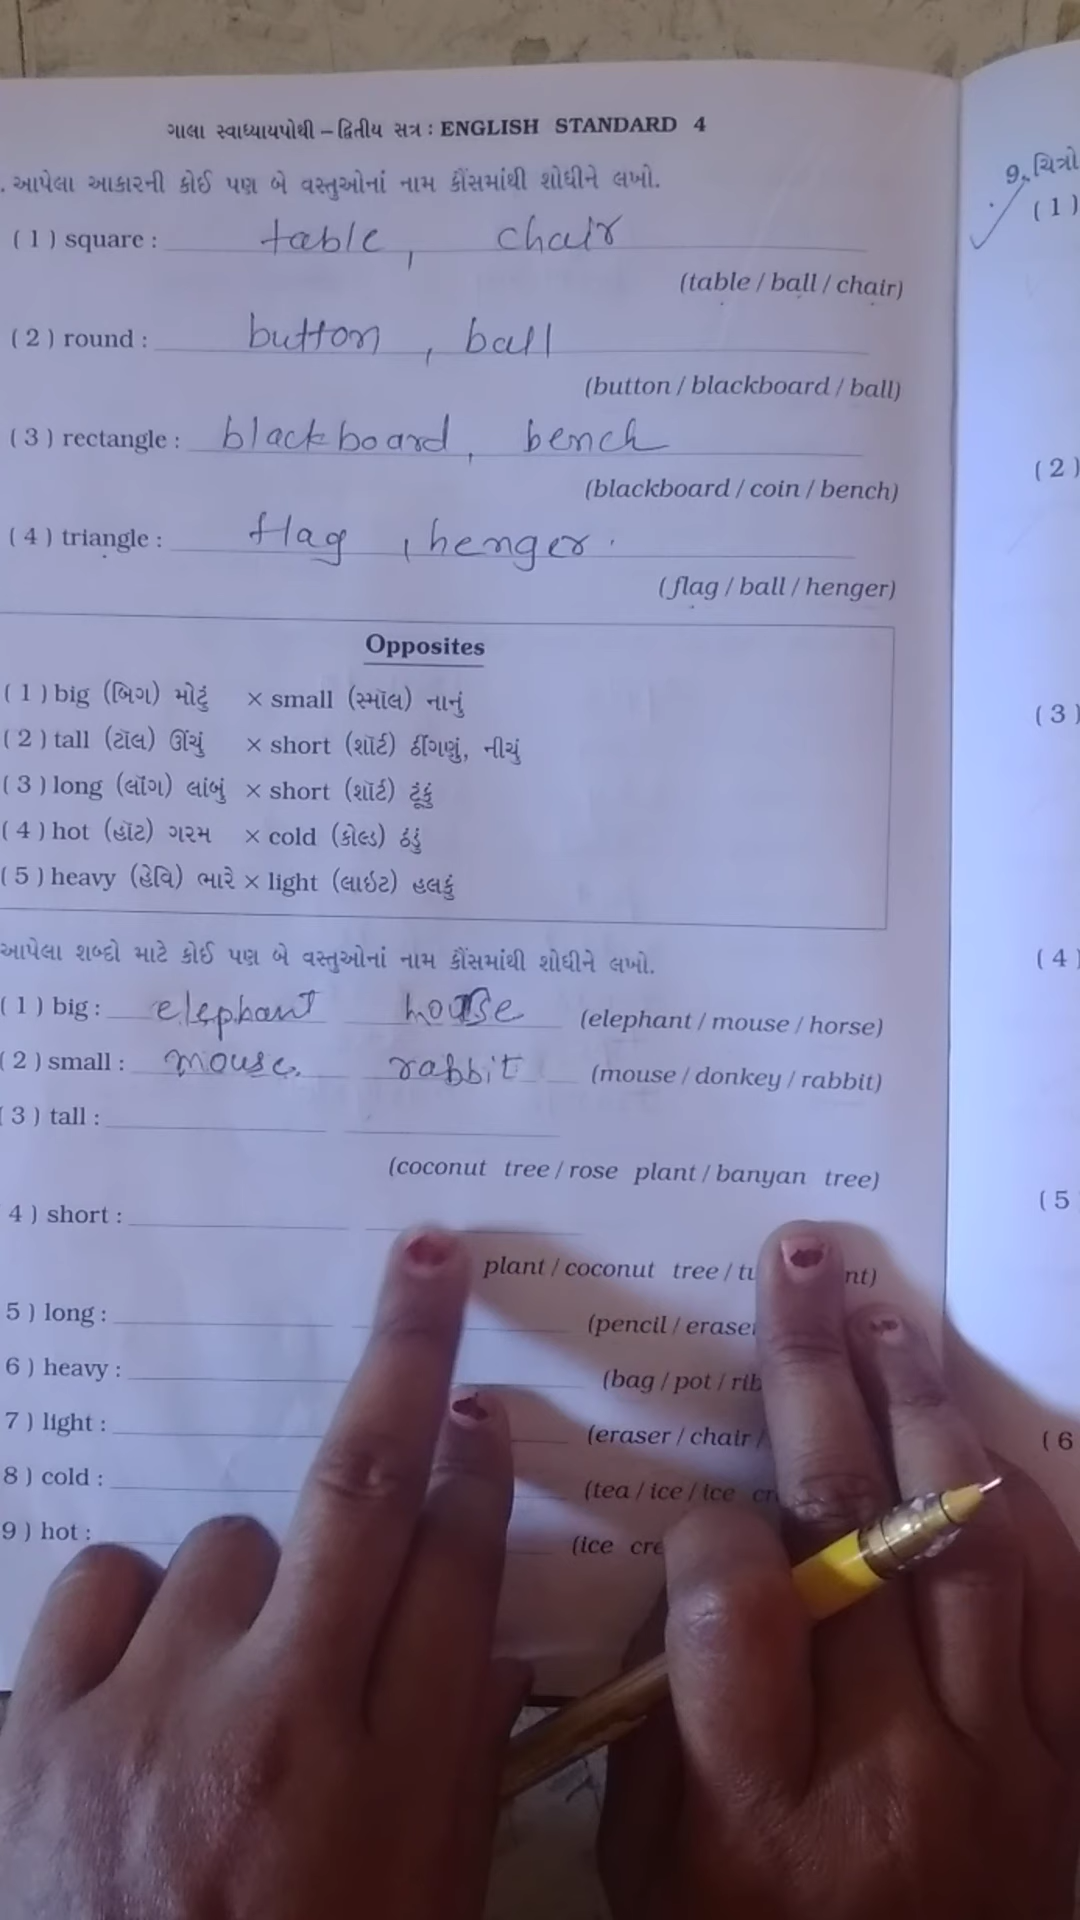 ગાલા સ્વાધ્યાયપોથી – દ્વિતીય સત્ર : ENGLISH STANDARD 4
. આપેલા આકારની કોઈ પણ બે વસ્તુઓનાં નામ કૌંસમાંથી શોધીને લખો.
( 1 ) square : table, chair
(table / ball / chair)
( 2 ) round : button, ball
(button / blackboard / ball)
( 3 ) rectangle : blackboard, bench
(blackboard / coin / bench)
( 4 ) triangle : flag, henger.
(flag / ball / henger)
Opposites
( 1 ) big (બિગ) મોટું × small (સ્મૉલ) નાનું
( 2 ) tall (ટૉલ) ઊંચું × short (શૉર્ટ) ઠીંગણું, નીચું
( 3 ) long (લૉંગ) લાંબું × short (શૉર્ટ) ટૂંકું
( 4 ) hot (હૉટ) ગરમ × cold (કોલ્ડ) ઠંડું
( 5 ) heavy (હેવિ) ભારે × light (લાઇટ) હલકું
આપેલા શબ્દો માટે કોઈ પણ બે વસ્તુઓનાં નામ કૌંસમાંથી શોધીને લખો.
( 1 ) big : elephant horse (elephant / mouse / horse)
( 2 ) small : mouse. rabbit (mouse / donkey / rabbit)
( 3 ) tall :
(coconut tree / rose plant / banyan tree)
4 ) short :
plant / coconut tree / tu nt)
5 ) long : (pencil /
6 ) heavy : (bag / pot /
7 ) light : (eraser / chair /
8 ) cold : (tea / ice / ice
9 ) hot : (ice
9. ચિત્રો
( 1 )
( 2 )
( 3 )
( 4 )
( 5
( 6